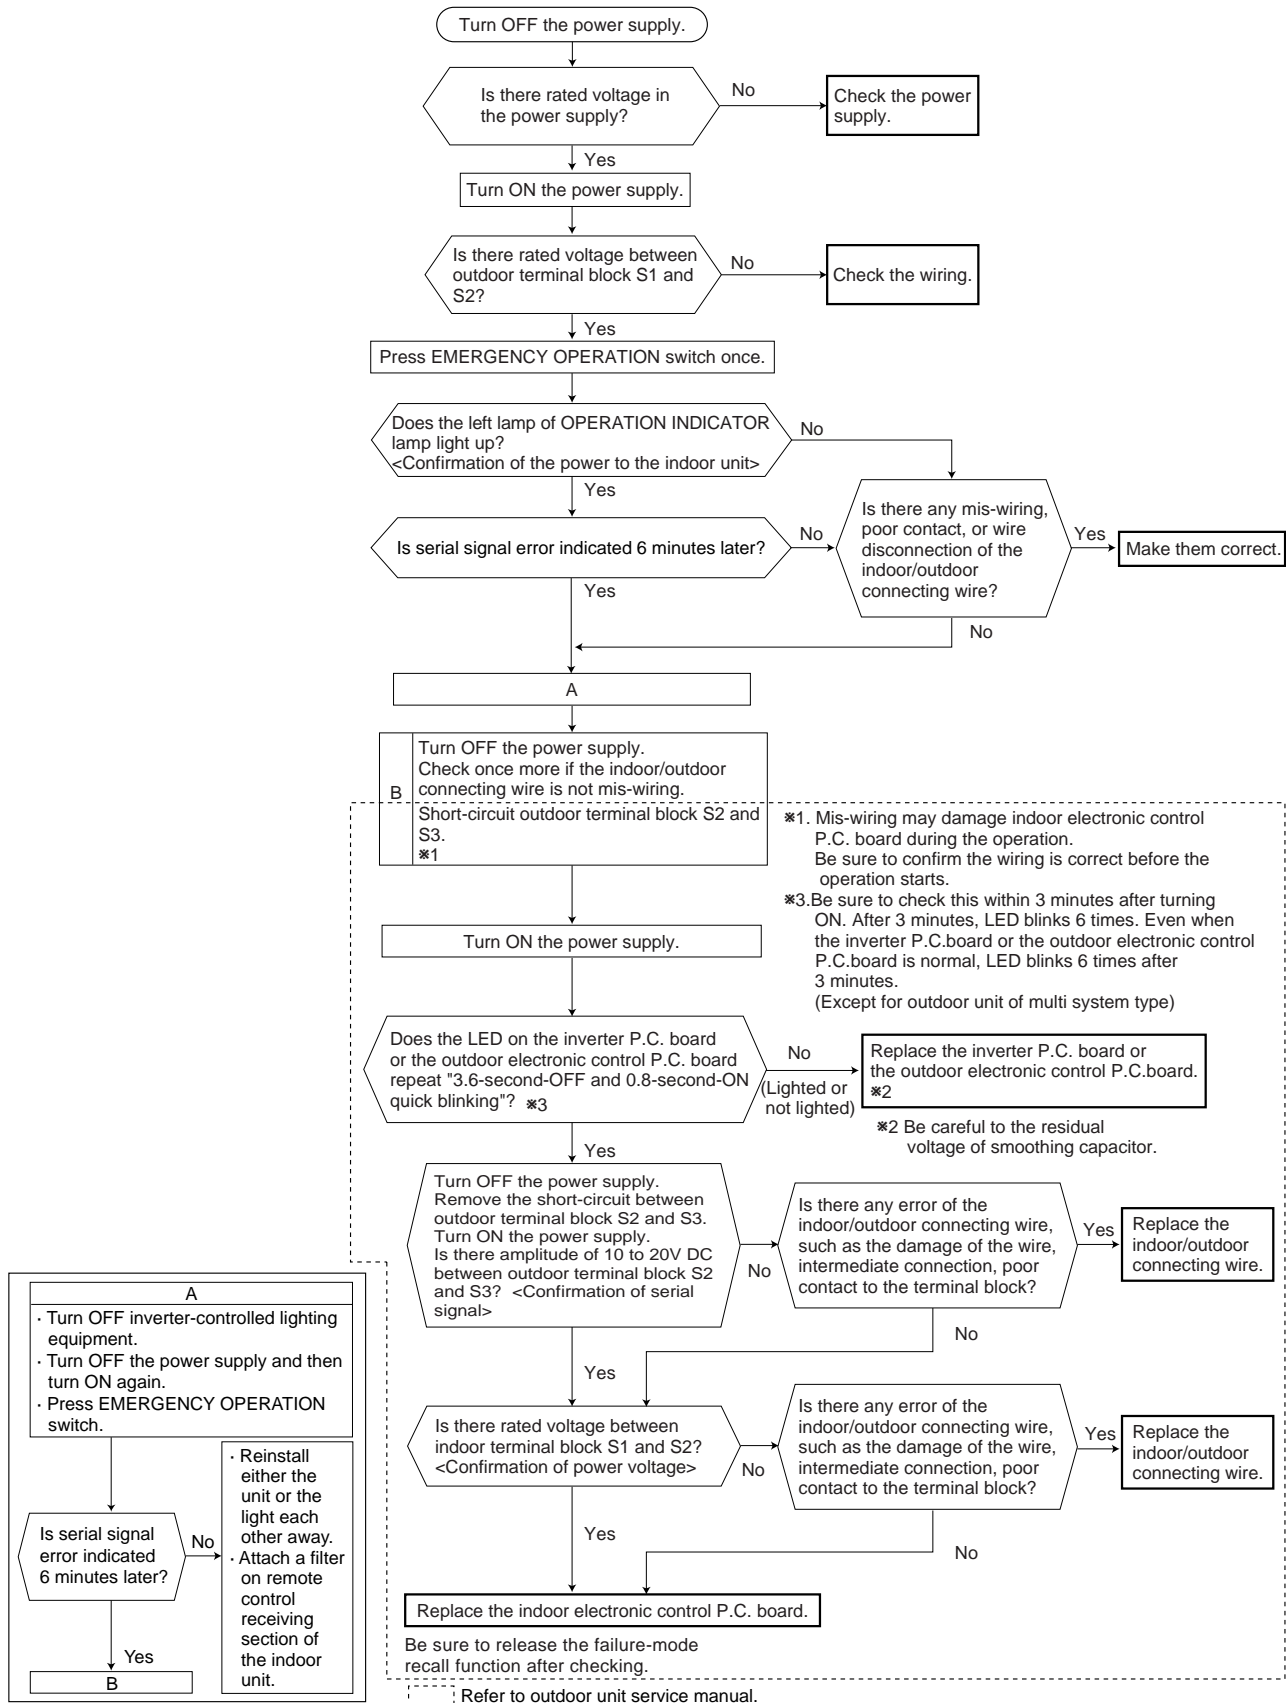 Turn OFF the power supply.
Is there rated voltage in
the power supply?
No
Check the power
supply.
Yes
Turn ON the power supply.
Is there rated voltage between
outdoor terminal block S1 and
S2?
No
Check the wiring.
Yes
Press EMERGENCY OPERATION switch once.
Does the left lamp of OPERATION INDICATOR
lamp light up?
<Confirmation of the power to the indoor unit>
No
Yes
Is serial signal error indicated 6 minutes later?
No
Is there any mis-wiring,
poor contact, or wire
disconnection of the
indoor/outdoor
connecting wire?
Yes
Make them correct.
Yes
No
A
B
Turn OFF the power supply.
Check once more if the indoor/outdoor
connecting wire is not mis-wiring.
Short-circuit outdoor terminal block S2 and
S3.
※1
※1. Mis-wiring may damage indoor electronic control
P.C. board during the operation.
Be sure to confirm the wiring is correct before the
operation starts.
※3.Be sure to check this within 3 minutes after turning
ON. After 3 minutes, LED blinks 6 times. Even when
the inverter P.C.board or the outdoor electronic control
P.C.board is normal, LED blinks 6 times after
3 minutes.
(Except for outdoor unit of multi system type)
Turn ON the power supply.
Does the LED on the inverter P.C. board
or the outdoor electronic control P.C. board
repeat "3.6-second-OFF and 0.8-second-ON
quick blinking"? ※3
No
(Lighted or
not lighted)
Replace the inverter P.C. board or
the outdoor electronic control P.C.board.
※2
※2 Be careful to the residual
voltage of smoothing capacitor.
Yes
Turn OFF the power supply.
Remove the short-circuit between
outdoor terminal block S2 and S3.
Turn ON the power supply.
Is there amplitude of 10 to 20V DC
between outdoor terminal block S2
and S3? <Confirmation of serial
signal>
No
Is there any error of the
indoor/outdoor connecting wire,
such as the damage of the wire,
intermediate connection, poor
contact to the terminal block?
Yes
Replace the
indoor/outdoor
connecting wire.
No
Yes
Is there rated voltage between
indoor terminal block S1 and S2?
<Confirmation of power voltage>
No
Is there any error of the
indoor/outdoor connecting wire,
such as the damage of the wire,
intermediate connection, poor
contact to the terminal block?
Yes
Replace the
indoor/outdoor
connecting wire.
Yes
No
Replace the indoor electronic control P.C. board.
Be sure to release the failure-mode
recall function after checking.
Refer to outdoor unit service manual.
A
· Turn OFF inverter-controlled lighting
equipment.
· Turn OFF the power supply and then
turn ON again.
· Press EMERGENCY OPERATION
switch.
Is serial signal
error indicated
6 minutes later?
No
· Reinstall
either the
unit or the
light each
other away.
· Attach a filter
on remote
control
receiving
section of
the indoor
unit.
Yes
B